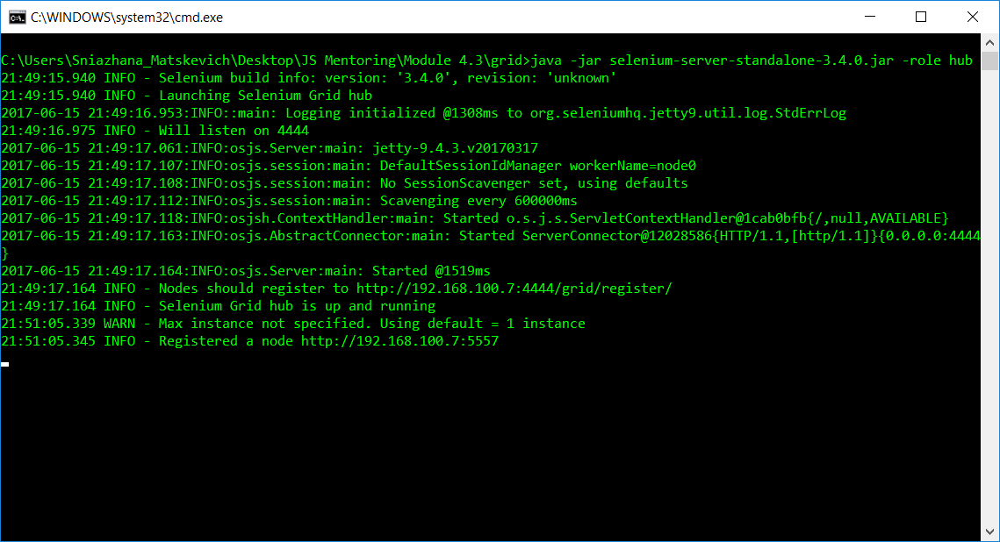 C:\WINDOWS\system32\cmd.exe
C:\Users\Sniazhana_Matskevich\Desktop\JS Mentoring\Module 4.3\grid>java -jar selenium-server-standalone-3.4.0.jar -role hub
21:49:15.940 INFO - Selenium build info: version: '3.4.0', revision: 'unknown'
21:49:15.940 INFO - Launching Selenium Grid hub
2017-06-15 21:49:16.953:INFO::main: Logging initialized @1308ms to org.seleniumhq.jetty9.util.log.StdErrLog
21:49:16.975 INFO - Will listen on 4444
2017-06-15 21:49:17.061:INFO:osjs.Server:main: jetty-9.4.3.v20170317
2017-06-15 21:49:17.107:INFO:osjs.session:main: DefaultSessionIdManager workerName=node0
2017-06-15 21:49:17.108:INFO:osjs.session:main: No SessionScavenger set, using defaults
2017-06-15 21:49:17.112:INFO:osjs.session:main: Scavenging every 600000ms
2017-06-15 21:49:17.118:INFO:osjsh.ContextHandler:main: Started o.s.j.s.ServletContextHandler@1cab0bfb{/,null,AVAILABLE}
2017-06-15 21:49:17.163:INFO:osjs.AbstractConnector:main: Started ServerConnector@12028586{HTTP/1.1,[http/1.1]}{0.0.0.0:4444
}
2017-06-15 21:49:17.164:INFO:osjs.Server:main: Started @1519ms
21:49:17.164 INFO - Nodes should register to http://192.168.100.7:4444/grid/register/
21:49:17.164 INFO - Selenium Grid hub is up and running
21:51:05.339 WARN - Max instance not specified. Using default = 1 instance
21:51:05.345 INFO - Registered a node http://192.168.100.7:5557